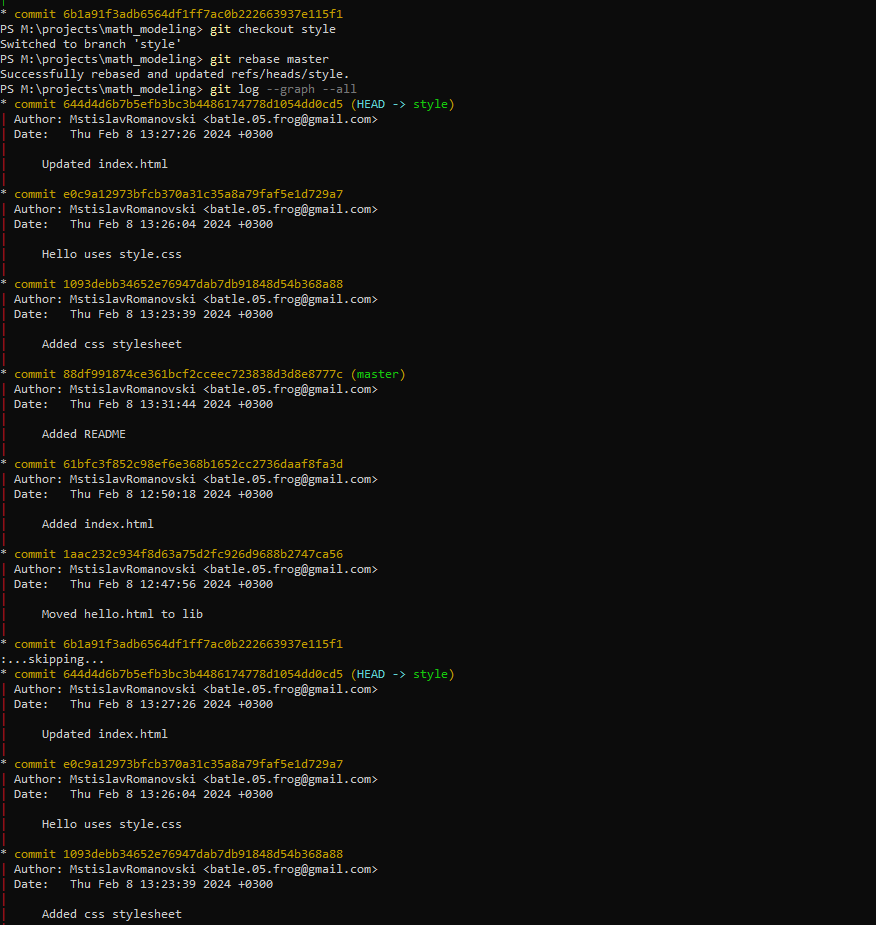 * commit 6b1a91f3adb6564df1ff7ac0b222663937e115f1
PS M:\projects\math_modeling> git checkout style
Switched to branch 'style'
PS M:\projects\math_modeling> git rebase master
Successfully rebased and updated refs/heads/style.
PS M:\projects\math_modeling> git log --graph --all
* commit 644d4d6b7b5efb3bc3b4486174778d1054dd0cd5 (HEAD -> style)
| Author: MstislavRomanovski <batle.05.frog@gmail.com>
| Date:   Thu Feb 8 13:27:26 2024 +0300
|
|     Updated index.html
|
* commit e0c9a12973bfcb370a31c35a8a79faf5e1d729a7
| Author: MstislavRomanovski <batle.05.frog@gmail.com>
| Date:   Thu Feb 8 13:26:04 2024 +0300
|
|     Hello uses style.css
|
* commit 1093debb34652e76947dab7db91848d54b368a88
| Author: MstislavRomanovski <batle.05.frog@gmail.com>
| Date:   Thu Feb 8 13:23:39 2024 +0300
|
|     Added css stylesheet
|
* commit 88df991874ce361bcf2cceec723838d3d8e8777c (master)
| Author: MstislavRomanovski <batle.05.frog@gmail.com>
| Date:   Thu Feb 8 13:31:44 2024 +0300
|
|     Added README
|
* commit 61bfc3f852c98ef6e368b1652cc2736daaf8fa3d
| Author: MstislavRomanovski <batle.05.frog@gmail.com>
| Date:   Thu Feb 8 12:50:18 2024 +0300
|
|     Added index.html
|
* commit 1aac232c934f8d63a75d2fc926d9688b2747ca56
| Author: MstislavRomanovski <batle.05.frog@gmail.com>
| Date:   Thu Feb 8 12:47:56 2024 +0300
|
|     Moved hello.html to lib
|
* commit 6b1a91f3adb6564df1ff7ac0b222663937e115f1
:...skipping...
* commit 644d4d6b7b5efb3bc3b4486174778d1054dd0cd5 (HEAD -> style)
| Author: MstislavRomanovski <batle.05.frog@gmail.com>
| Date:   Thu Feb 8 13:27:26 2024 +0300
|
|     Updated index.html
|
* commit e0c9a12973bfcb370a31c35a8a79faf5e1d729a7
| Author: MstislavRomanovski <batle.05.frog@gmail.com>
| Date:   Thu Feb 8 13:26:04 2024 +0300
|
|     Hello uses style.css
|
* commit 1093debb34652e76947dab7db91848d54b368a88
| Author: MstislavRomanovski <batle.05.frog@gmail.com>
| Date:   Thu Feb 8 13:23:39 2024 +0300
|
|     Added css stylesheet